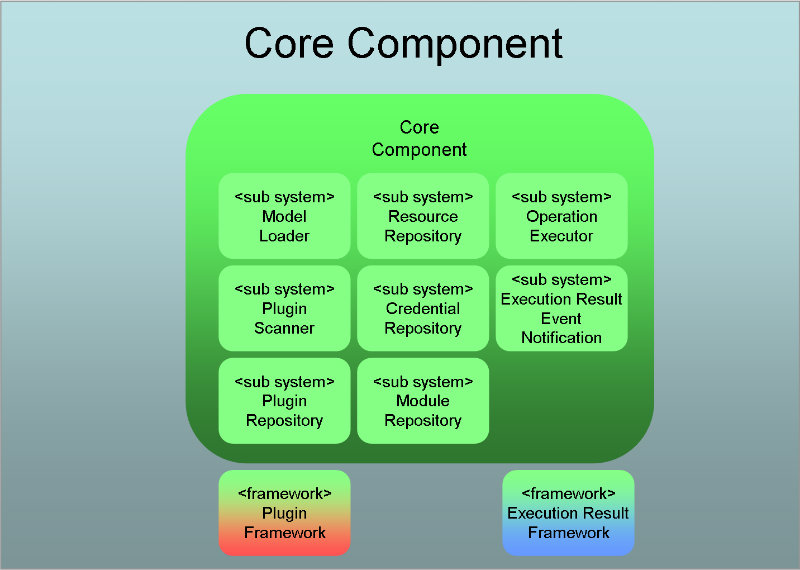 Core Component
Core
Component
<sub system>
Model
Loader
<sub system>
Resource
Repository
<sub system>
Operation
Executor
<sub system>
Plugin
Scanner
<sub system>
Credential
Repository
<sub system>
Execution Result
Event
Notification
<sub system>
Plugin
Repository
<sub system>
Module
Repository
<framework>
Plugin
Framework
<framework>
Execution Result
Framework